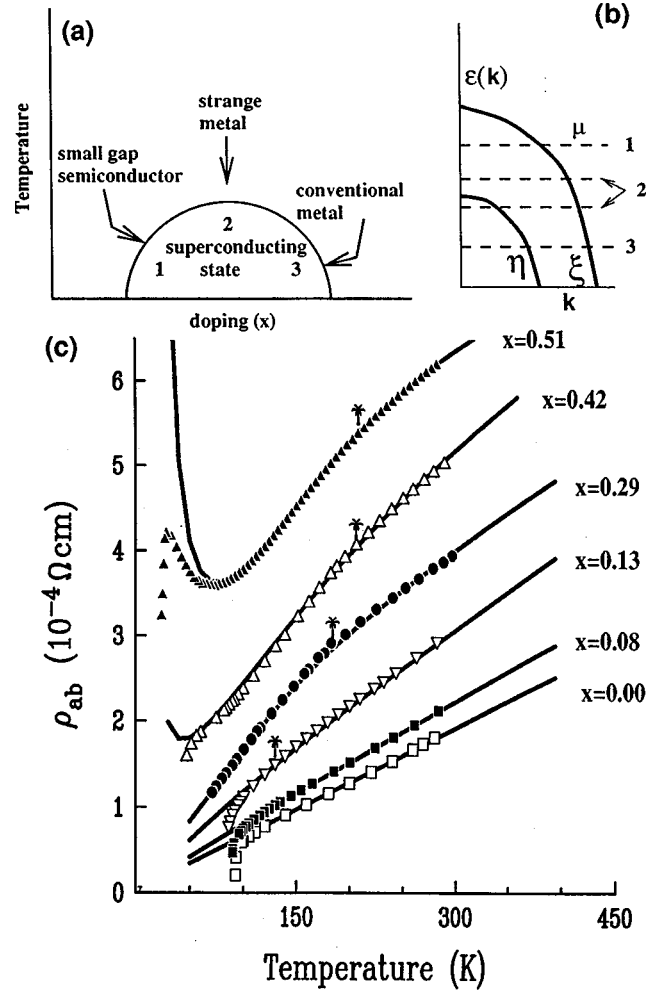 (a)
Temperature
strange
metal
small gap
semiconductor
conventional
metal
2
superconducting
1 state 3
doping (x)
(b)
ε(k)
μ
1
2
3
η ξ
k
(c)
ρab (10⁻⁴ Ω cm)
6
5
4
3
2
1
0
x=0.51
x=0.42
x=0.29
x=0.13
x=0.08
x=0.00
150 300 450
Temperature (K)